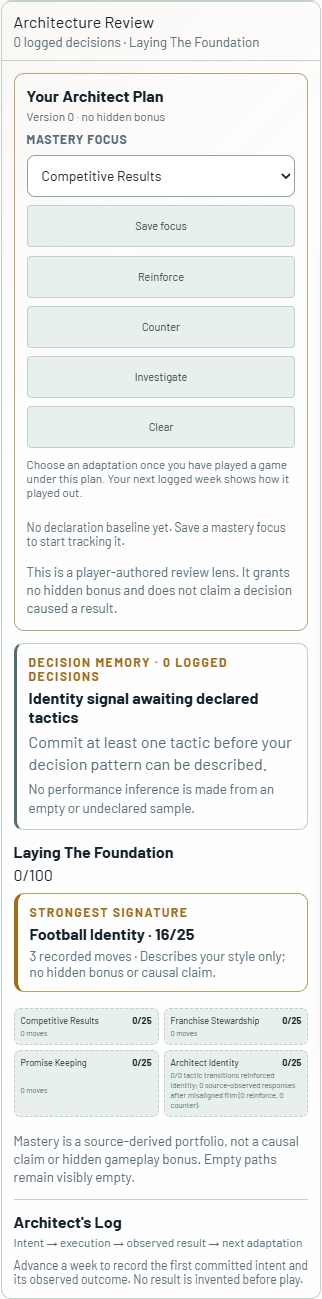 Architecture Review
0 logged decisions · Laying The Foundation
Your Architect Plan
Version 0 · no hidden bonus
MASTERY FOCUS
Competitive Results
Save focus
Reinforce
Counter
Investigate
Clear
Choose an adaptation once you have played a game
under this plan. Your next logged week shows how it
played out.
No declaration baseline yet. Save a mastery focus
to start tracking it.
This is a player-authored review lens. It grants
no hidden bonus and does not claim a decision
caused a result.
DECISION MEMORY · 0 LOGGED
DECISIONS
Identity signal awaiting declared
tactics
Commit at least one tactic before your
decision pattern can be described.
No performance inference is made from an
empty or undeclared sample.
Laying The Foundation
0/100
STRONGEST SIGNATURE
Football Identity · 16/25
3 recorded moves · Describes your style only;
no hidden bonus or causal claim.
Competitive Results 0/25
0 moves
Franchise Stewardship 0/25
0 moves
Promise Keeping 0/25
0 moves
Architect Identity 0/25
0/0 tactic transitions reinforced
identity; 0 source-observed responses
after misaligned film (0 reinforce, 0
counter).
Mastery is a source-derived portfolio, not a causal
claim or hidden gameplay bonus. Empty paths
remain visibly empty.
Architect's Log
Intent → execution → observed result → next adaptation
Advance a week to record the first committed intent and
its observed outcome. No result is invented before play.